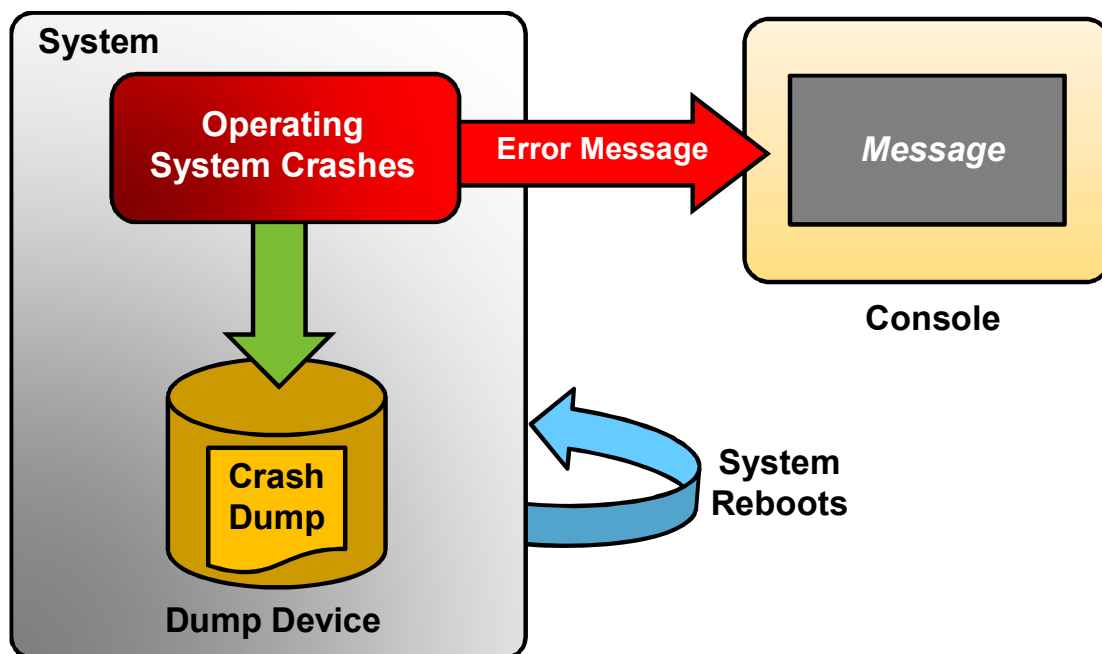 System
Operating
System Crashes
Error Message
Message
Console
Crash
Dump
System
Reboots
Dump Device